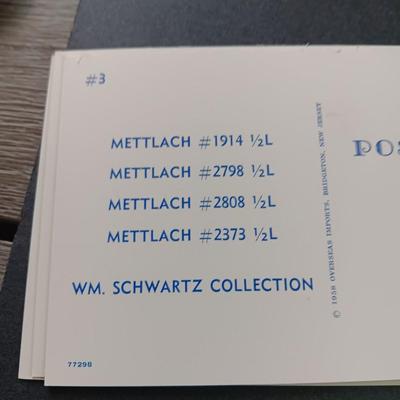 #3
METTLACH #1914 ½L
METTLACH #2798 ½L
METTLACH #2808 ½L
METTLACH #2373 ½L
WM. SCHWARTZ COLLECTION
77298
© 1958 OVERSEAS IMPORTS, BRIDGETON, NEW JERSEY
POS